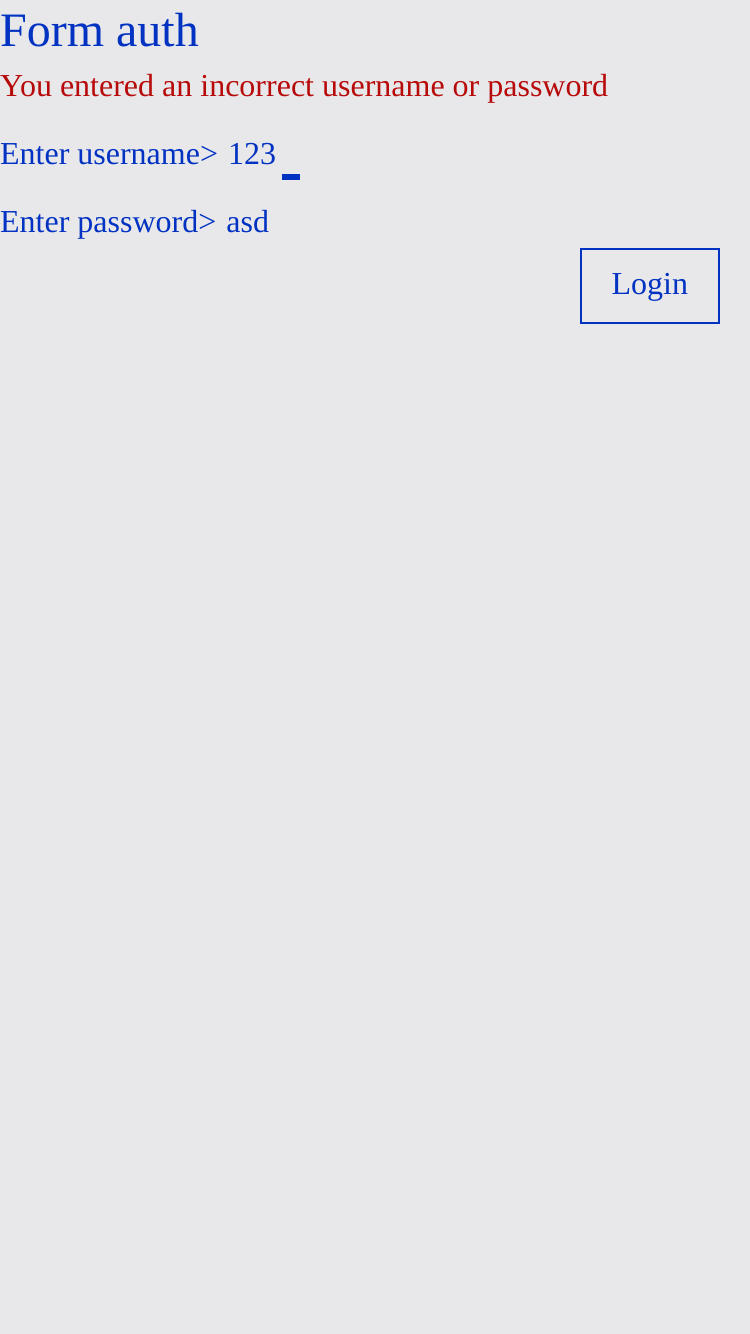 Form auth
You entered an incorrect username or password
Enter username> 123
Enter password> asd
Login